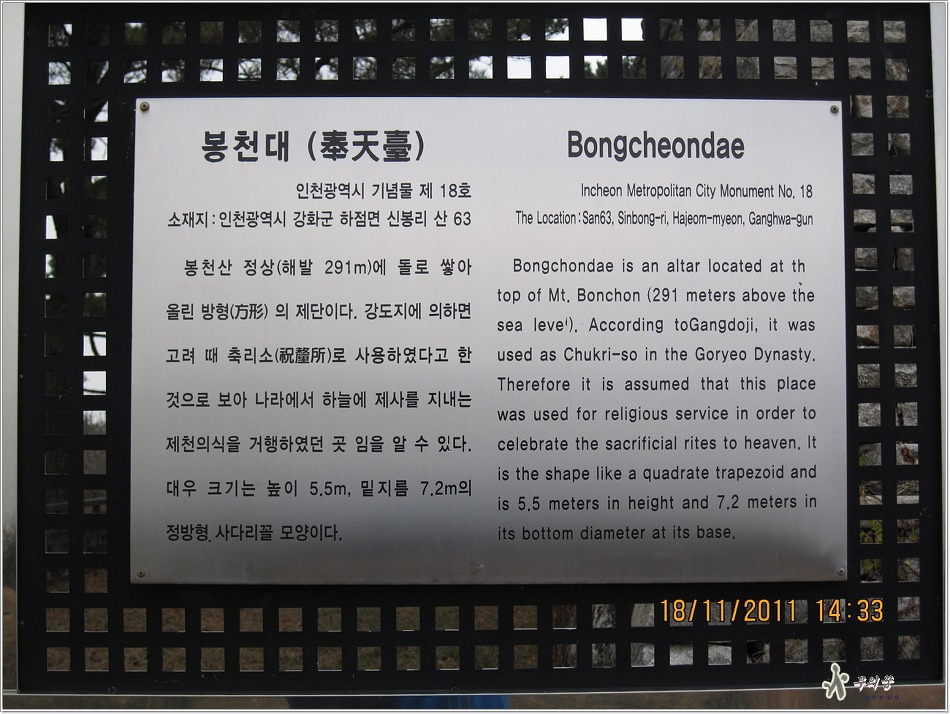 봉천대 (奉天臺)
인천광역시 기념물 제 18호
소재지:인천광역시 강화군 하점면 신봉리 산 63
봉천산 정상(해발 291m)에 돌로 쌓아
올린 방형(方形) 의 제단이다. 강도지에 의하면
고려 때 축리소(祝釐所)로 사용하였다고 한
것으로 보아 나라에서 하늘에 제사를 지내는
제천의식을 거행하였던 곳 임을 알 수 있다.
대우 크기는 높이 5.5m, 밑지름 7.2m의
정방형, 사다리꼴 모양이다.
Bongcheondae
Incheon Metropolitan City Monument No. 18
The Location:San63, Sinbong-ri, Hajeom-myeon, Ganghwa-gun
Bongchondae is an altar located at th
top of Mt. Bonchon (291 meters above the
sea leve'). According toGangdoji, it was
used as Chukri-so in the Goryeo Dynasty.
Therefore it is assumed that this place
was used for religious service in order to
celebrate the sacrificial rites to heaven. It
is the shape like a quadrate trapezoid and
is 5.5 meters in height and 7.2 meters in
its bottom diameter at its base.
18/11/2011 14:33